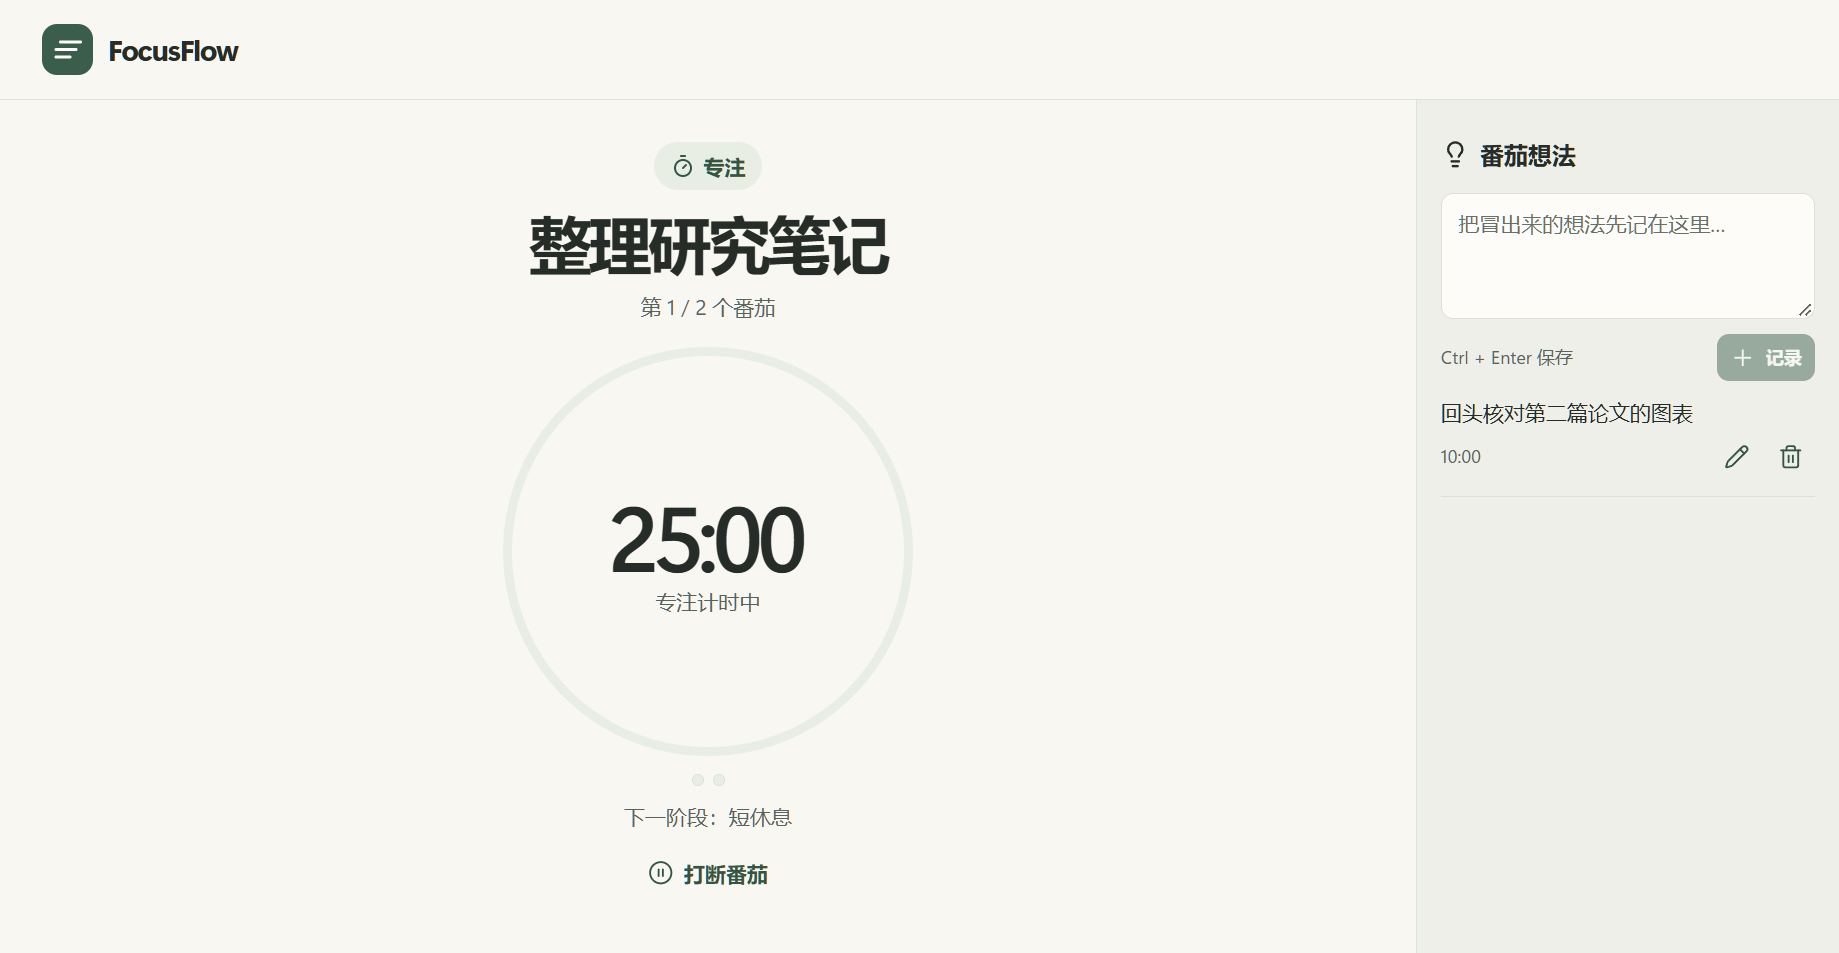 FocusFlow
专注
整理研究笔记
第 1 / 2 个番茄
25:00
专注计时中
下一阶段：短休息
打断番茄
番茄想法
把冒出来的想法先记在这里...
Ctrl + Enter 保存
记录
回头核对第二篇论文的图表
10:00